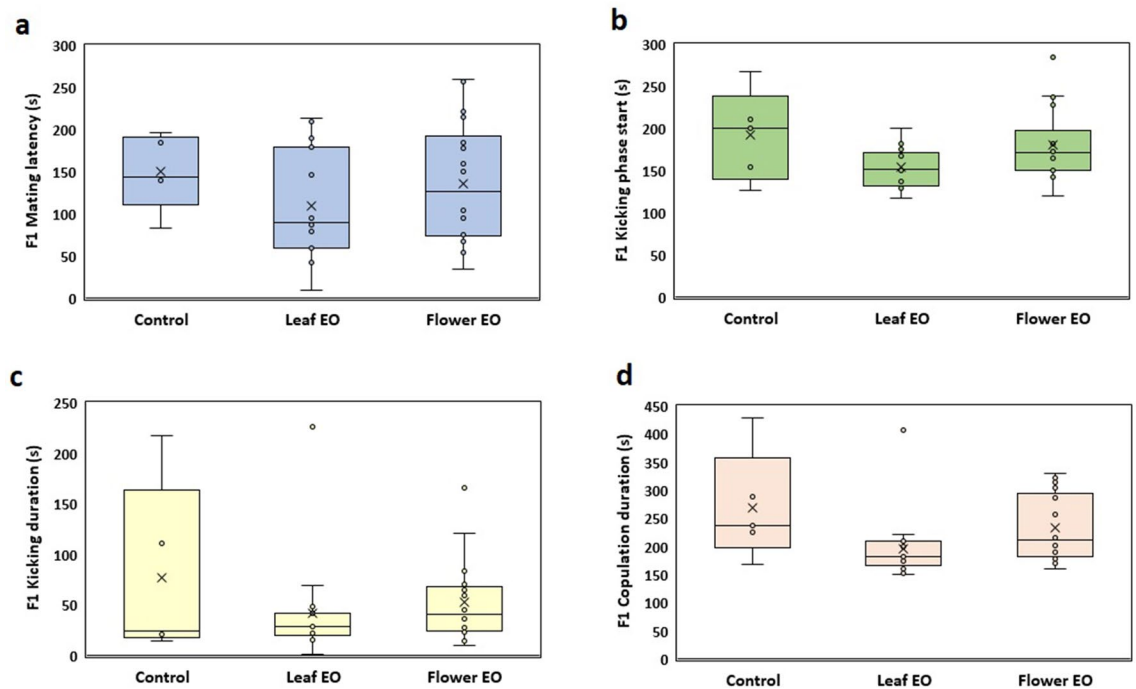 a
F1 Mating latency (s)
300
250
200
150
100
50
0
Control Leaf EO Flower EO
b
F1 Kicking phase start (s)
300
250
200
150
100
50
0
Control Leaf EO Flower EO
c
F1 Kicking duration (s)
250
200
150
100
50
0
Control Leaf EO Flower EO
d
F1 Copulation duration (s)
450
400
350
300
250
200
150
100
50
0
Control Leaf EO Flower EO